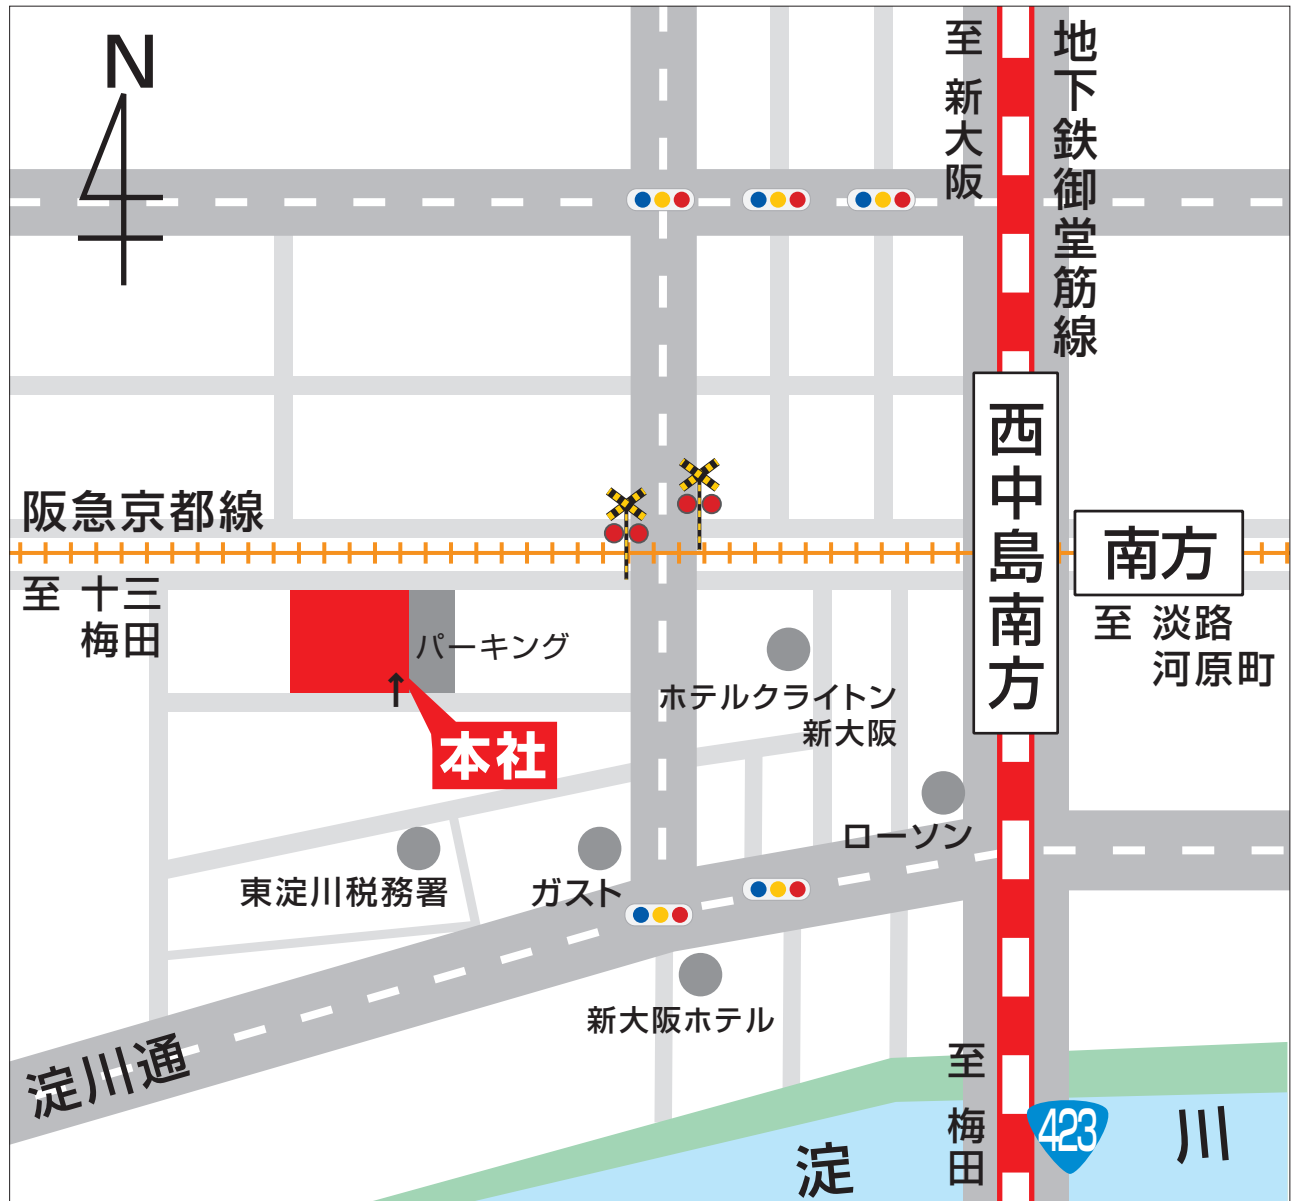 N
至 新大阪
地下鉄御堂筋線
西中島南方
阪急京都線
南方
至 十三
梅田
至 淡路
河原町
パーキング
ホテルクライトン
新大阪
本社
ローソン
東淀川税務署
ガスト
新大阪ホテル
淀川通
至 梅田
423
淀 川